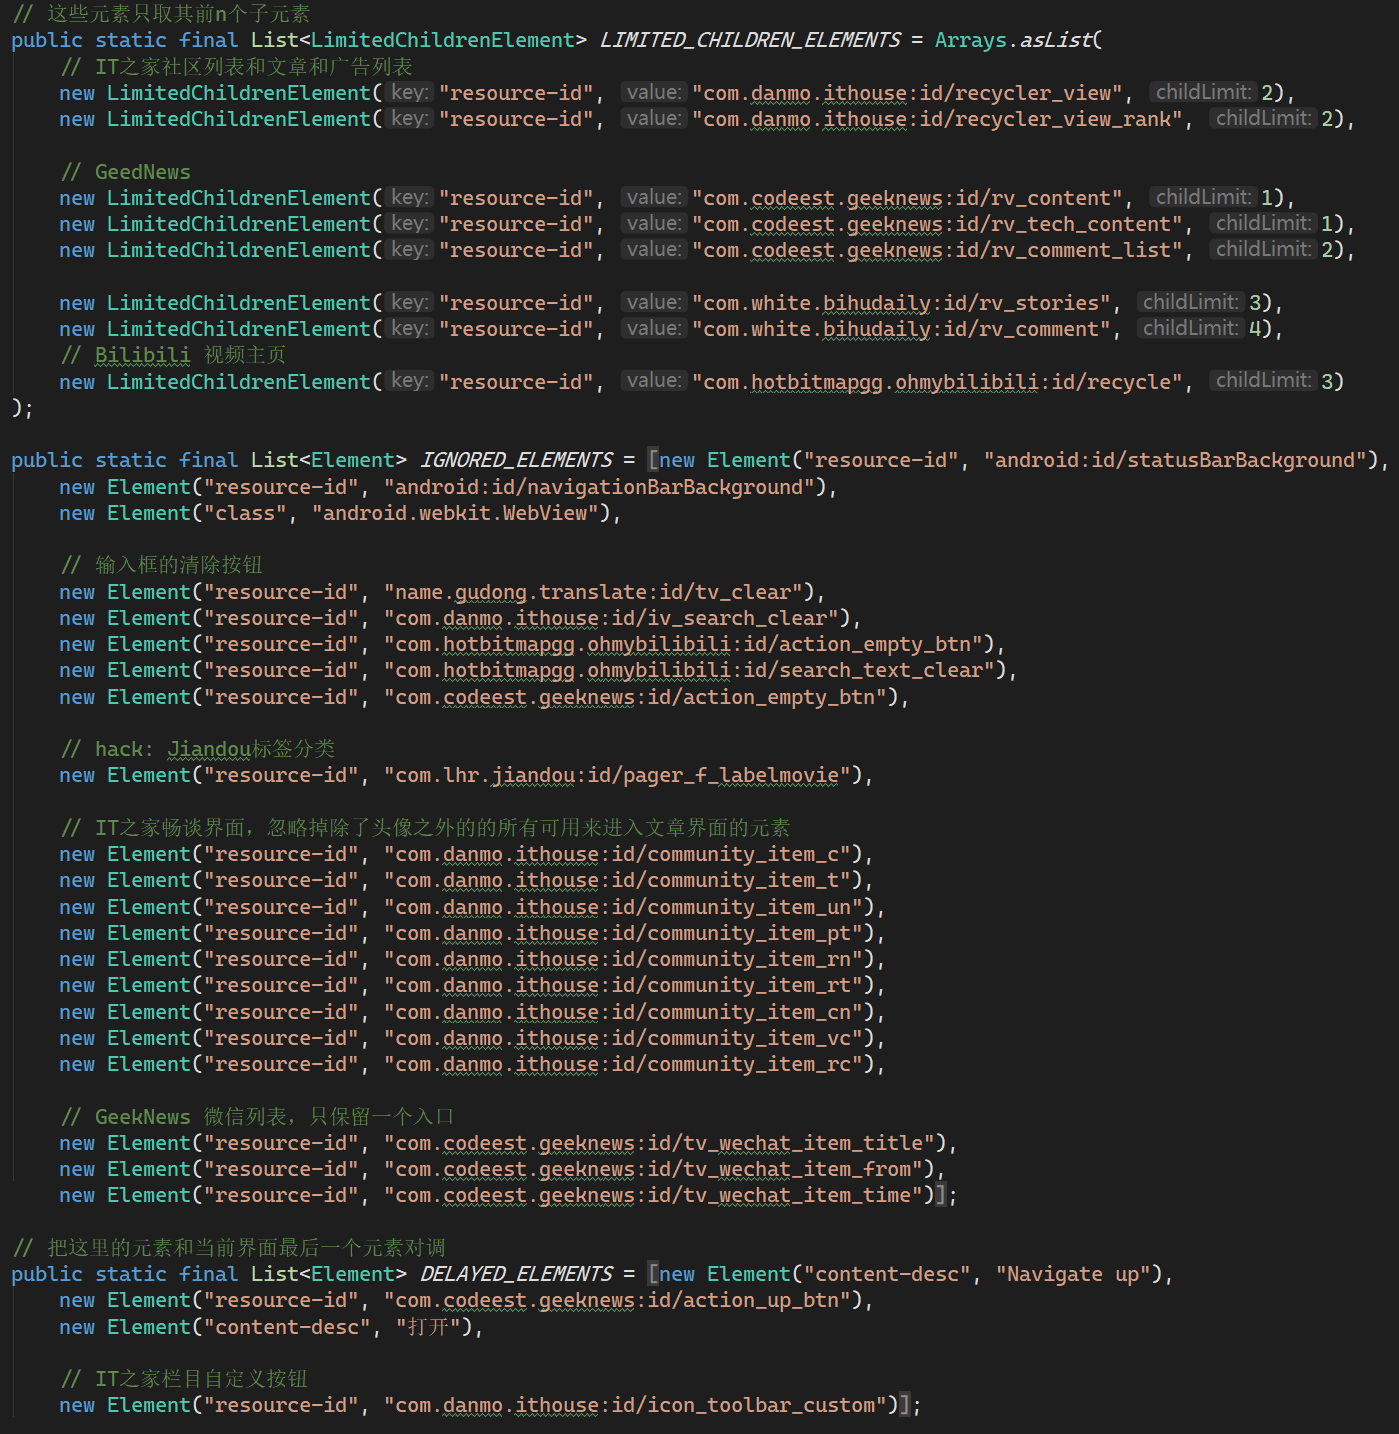 // 这些元素只取其前n个子元素
public static final List<LimitedChildrenElement> LIMITED_CHILDREN_ELEMENTS = Arrays.asList(
// IT之家社区列表和文章和广告列表
new LimitedChildrenElement( key: "resource-id", value: "com.danmo.ithouse:id/recycler_view", childLimit: 2),
new LimitedChildrenElement( key: "resource-id", value: "com.danmo.ithouse:id/recycler_view_rank", childLimit: 2),
// GeedNews
new LimitedChildrenElement( key: "resource-id", value: "com.codeest.geeknews:id/rv_content", childLimit: 1),
new LimitedChildrenElement( key: "resource-id", value: "com.codeest.geeknews:id/rv_tech_content", childLimit: 1),
new LimitedChildrenElement( key: "resource-id", value: "com.codeest.geeknews:id/rv_comment_list", childLimit: 2),
new LimitedChildrenElement( key: "resource-id", value: "com.white.bihudaily:id/rv_stories", childLimit: 3),
new LimitedChildrenElement( key: "resource-id", value: "com.white.bihudaily:id/rv_comment", childLimit: 4),
// Bilibili 视频主页
new LimitedChildrenElement( key: "resource-id", value: "com.hotbitmapgg.ohmybilibili:id/recycle", childLimit: 3)
);
public static final List<Element> IGNORED_ELEMENTS = [new Element("resource-id", "android:id/statusBarBackground"),
new Element("resource-id", "android:id/navigationBarBackground"),
new Element("class", "android.webkit.WebView"),
// 输入框的清除按钮
new Element("resource-id", "name.gudong.translate:id/tv_clear"),
new Element("resource-id", "com.danmo.ithouse:id/iv_search_clear"),
new Element("resource-id", "com.hotbitmapgg.ohmybilibili:id/action_empty_btn"),
new Element("resource-id", "com.hotbitmapgg.ohmybilibili:id/search_text_clear"),
new Element("resource-id", "com.codeest.geeknews:id/action_empty_btn"),
// hack: Jiandou标签分类
new Element("resource-id", "com.lhr.jiandou:id/pager_f_labelmovie"),
// IT之家畅谈界面，忽略掉除了头像之外的的所有可用来进入文章界面的元素
new Element("resource-id", "com.danmo.ithouse:id/community_item_c"),
new Element("resource-id", "com.danmo.ithouse:id/community_item_t"),
new Element("resource-id", "com.danmo.ithouse:id/community_item_un"),
new Element("resource-id", "com.danmo.ithouse:id/community_item_pt"),
new Element("resource-id", "com.danmo.ithouse:id/community_item_rn"),
new Element("resource-id", "com.danmo.ithouse:id/community_item_rt"),
new Element("resource-id", "com.danmo.ithouse:id/community_item_cn"),
new Element("resource-id", "com.danmo.ithouse:id/community_item_vc"),
new Element("resource-id", "com.danmo.ithouse:id/community_item_rc"),
// GeekNews 微信列表，只保留一个入口
new Element("resource-id", "com.codeest.geeknews:id/tv_wechat_item_title"),
new Element("resource-id", "com.codeest.geeknews:id/tv_wechat_item_from"),
new Element("resource-id", "com.codeest.geeknews:id/tv_wechat_item_time")];
// 把这里的元素和当前界面最后一个元素对调
public static final List<Element> DELAYED_ELEMENTS = [new Element("content-desc", "Navigate up"),
new Element("resource-id", "com.codeest.geeknews:id/action_up_btn"),
new Element("content-desc", "打开"),
// IT之家栏目自定义按钮
new Element("resource-id", "com.danmo.ithouse:id/icon_toolbar_custom")];